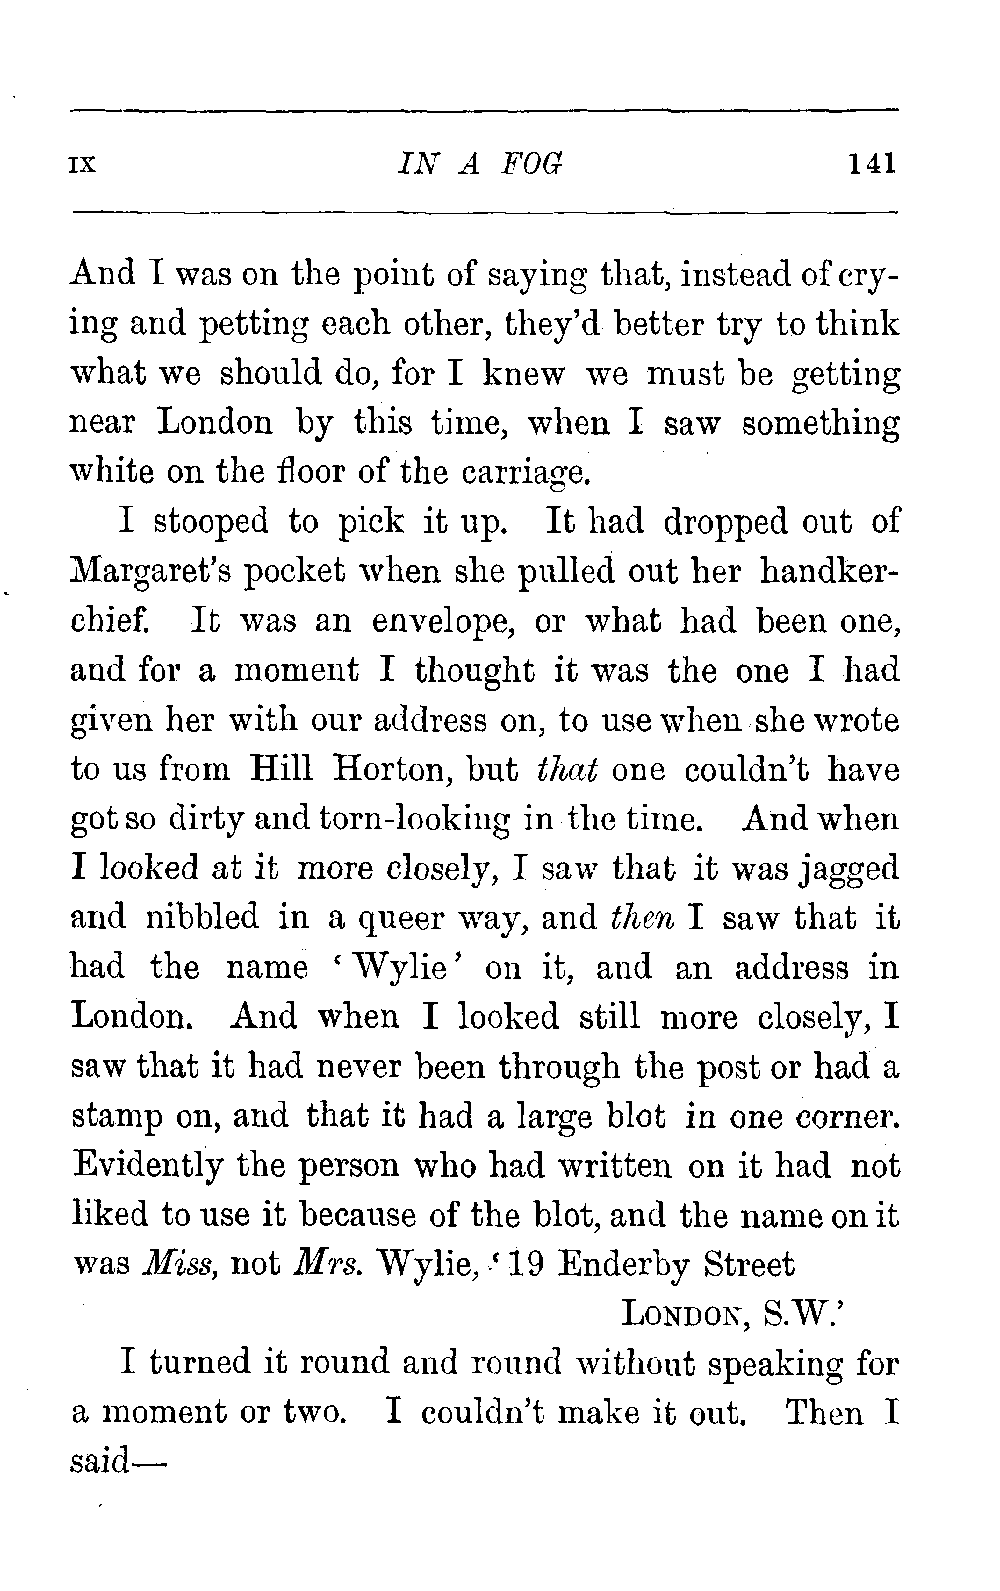 IX IN A FOG 141
And I was on the point of saying that, instead of cry-
ing and petting each other, they'd better try to think
what we should do, for I knew we must be getting
near London by this time, when I saw something
white on the floor of the carriage.
I stooped to pick it up. It had dropped out of
Margaret's pocket when she pulled out her handker-
chief. It was an envelope, or what had been one,
and for a moment I thought it was the one I had
given her with our address on, to use when she wrote
to us from Hill Horton, but that one couldn't have
got so dirty and torn-looking in the time. And when
I looked at it more closely, I saw that it was jagged
and nibbled in a queer way, and then I saw that it
had the name ‘Wylie’ on it, and an address in
London. And when I looked still more closely, I
saw that it had never been through the post or had a
stamp on, and that it had a large blot in one corner.
Evidently the person who had written on it had not
liked to use it because of the blot, and the name on it
was Miss, not Mrs. Wylie, ‘19 Enderby Street
LONDON, S.W.’
I turned it round and round without speaking for
a moment or two. I couldn't make it out. Then I
said—